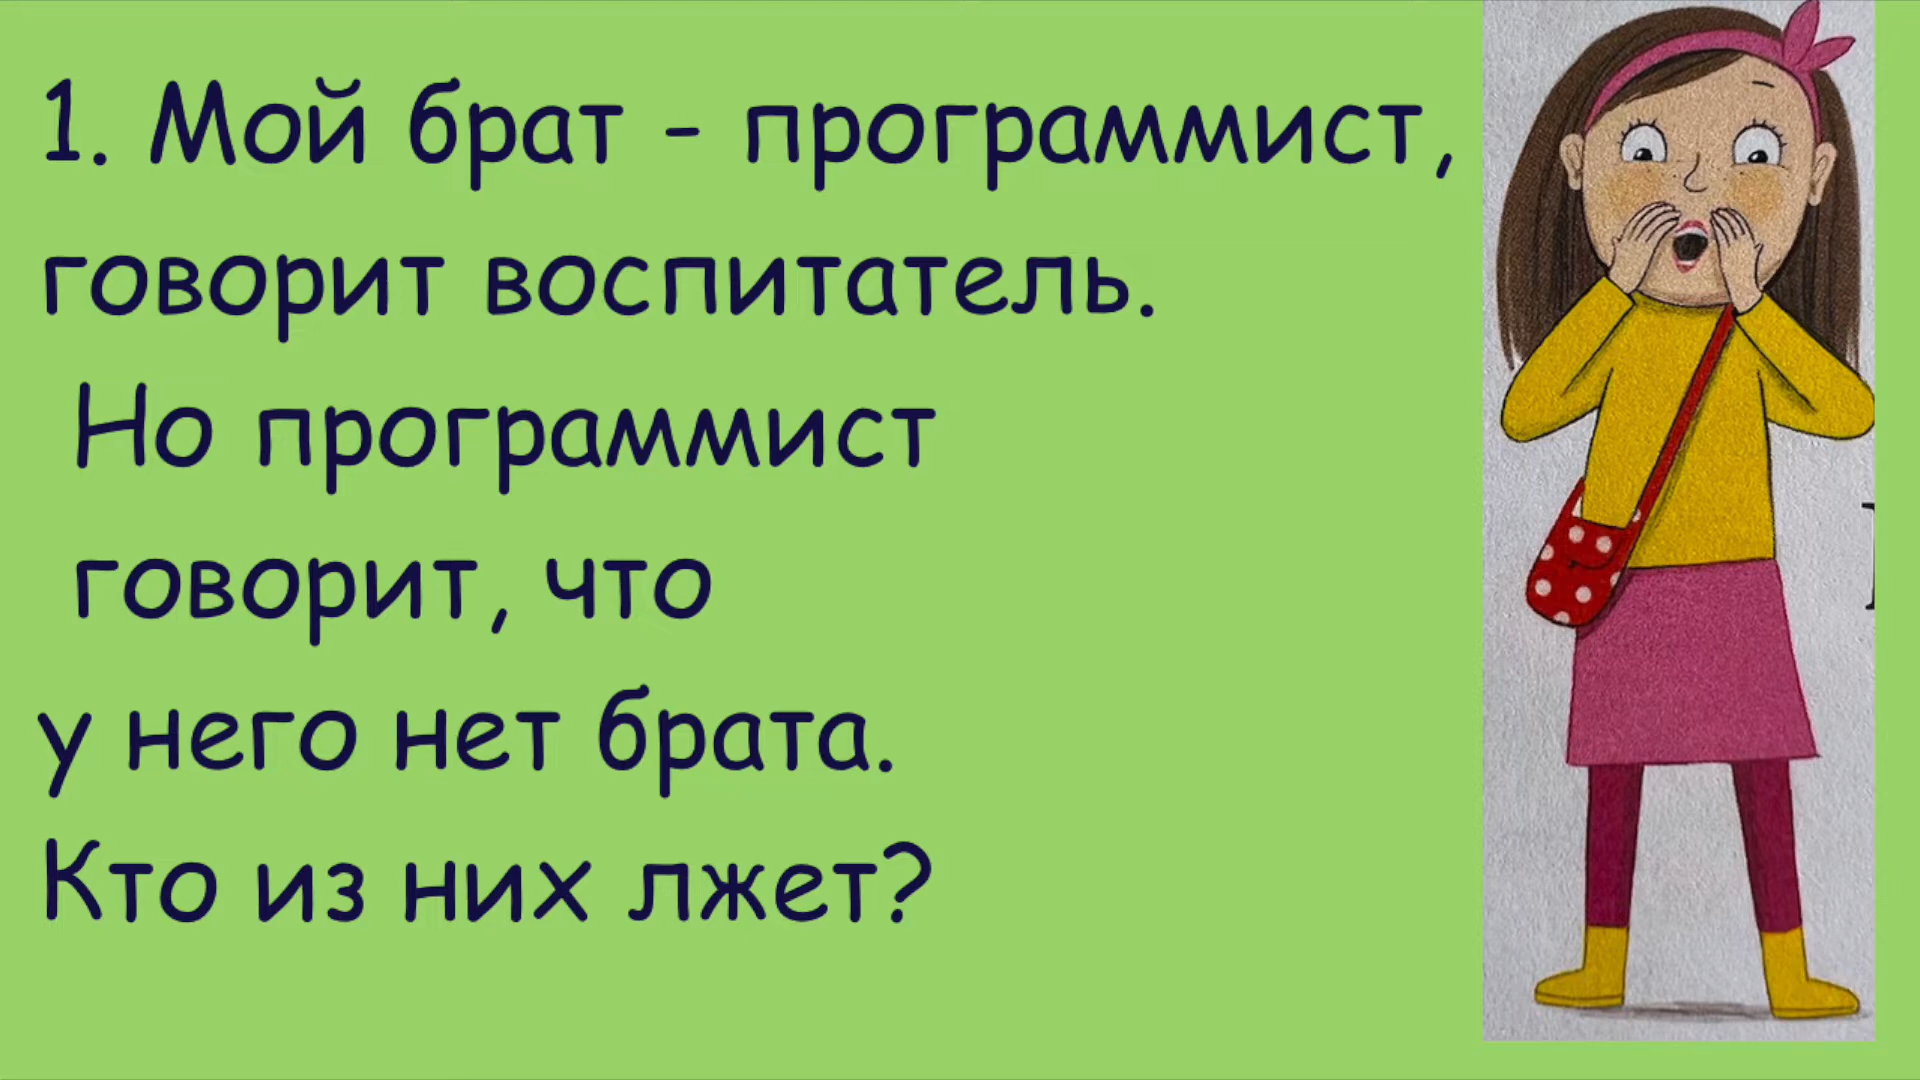 1. Мой брат - программист,
говорит воспитатель.
Но программист
говорит, что
у него нет брата.
Кто из них лжет?